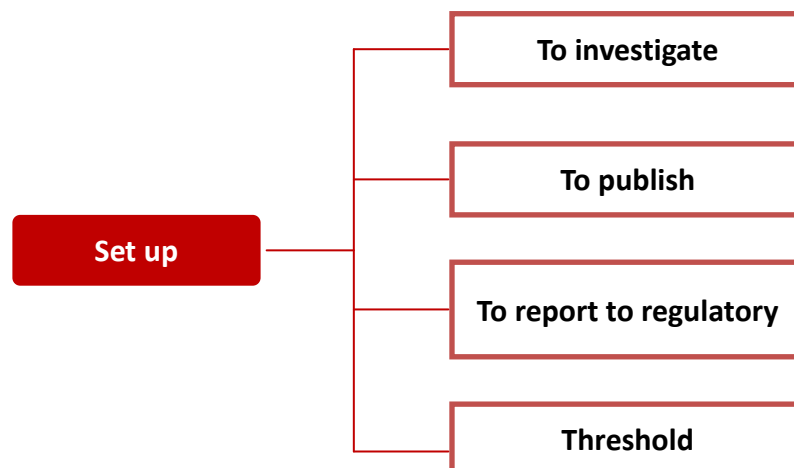 To investigate
To publish
Set up
To report to regulatory
Threshold